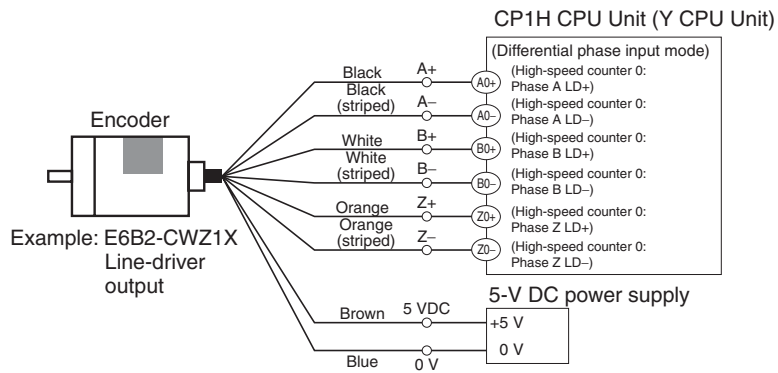 CP1H CPU Unit (Y CPU Unit)
(Differential phase input mode)
Black A+ A0+ (High-speed counter 0:
Phase A LD+)
Black
(striped) A− A0− (High-speed counter 0:
Phase A LD−)
Encoder
White B+ B0+ (High-speed counter 0:
Phase B LD+)
White
(striped) B− B0− (High-speed counter 0:
Phase B LD−)
Orange Z+ Z0+ (High-speed counter 0:
Phase Z LD+)
Orange
(striped) Z− Z0− (High-speed counter 0:
Phase Z LD−)
Example: E6B2-CWZ1X
Line-driver
output
5-V DC power supply
Brown 5 VDC +5 V
0 V
Blue 0 V